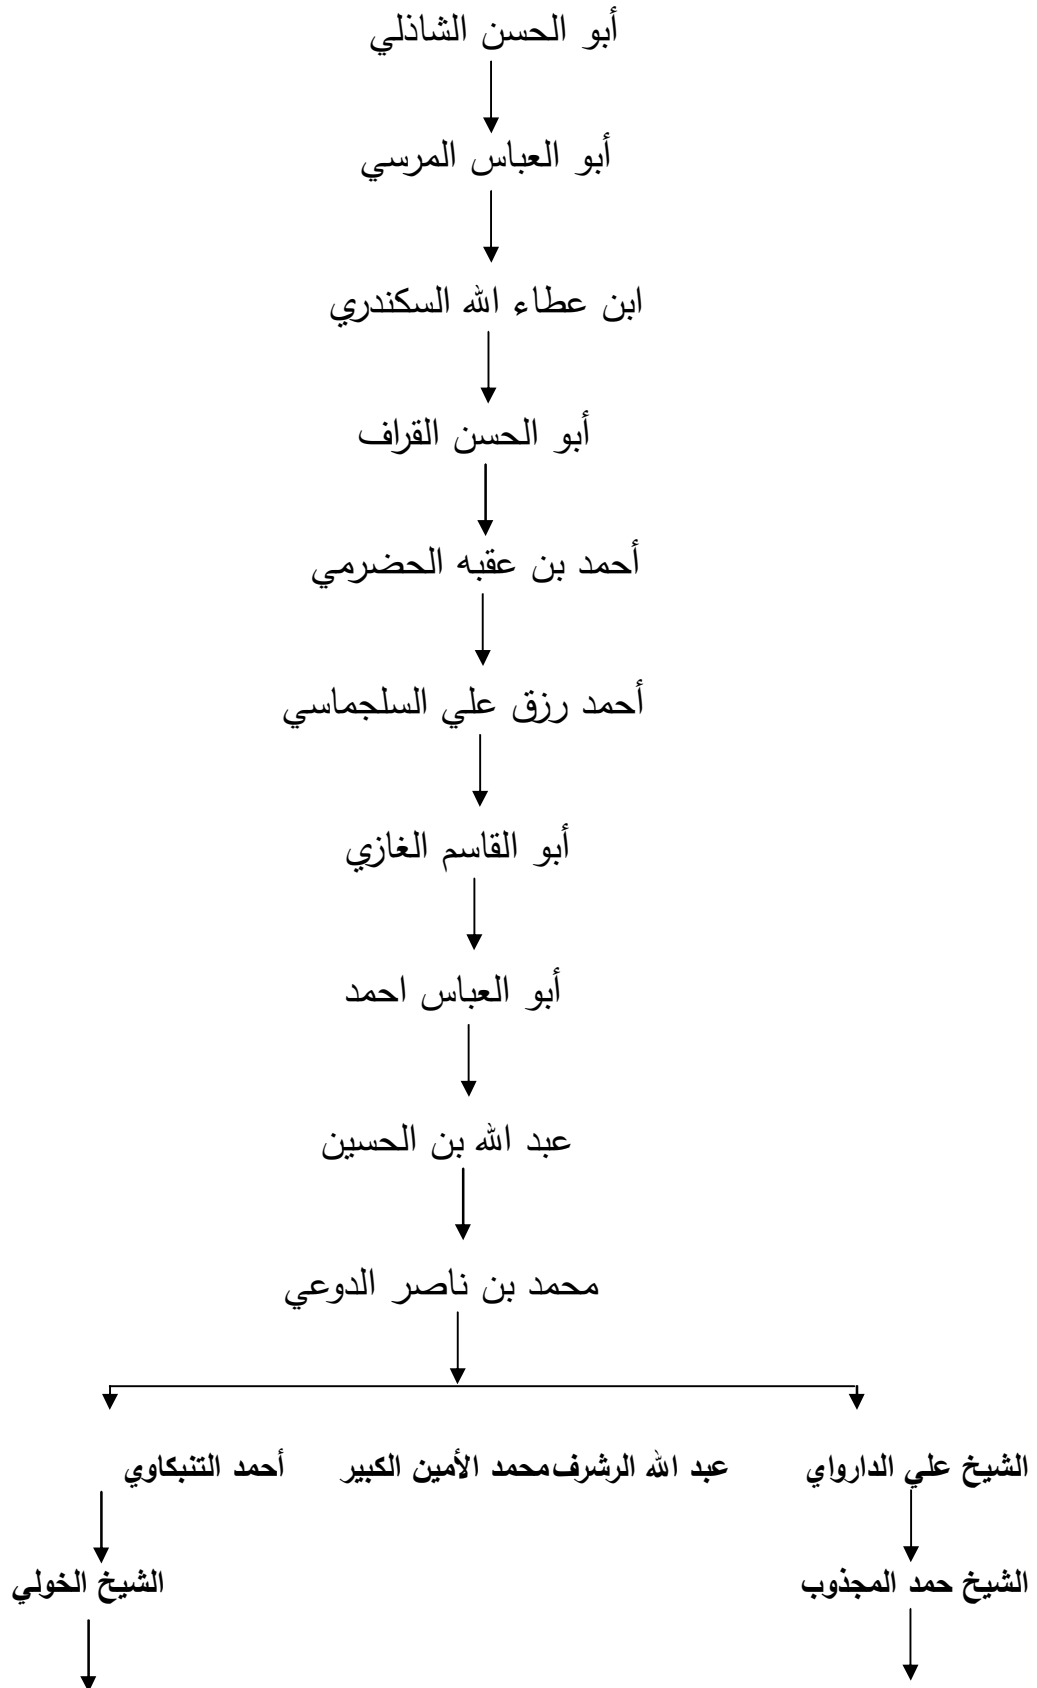 أبو الحسن الشاذلي
أبو العباس المرسي
ابن عطاء الله السكندري
أبو الحسن القراف
أحمد بن عقبه الحضرمي
أحمد رزق علي السلجماسي
أبو القاسم الغازي
أبو العباس احمد
عبد الله بن الحسين
محمد بن ناصر الدوعي
الشيخ علي الدارواي عبد الله الرشرف محمد الأمين الكبير أحمد التنبكاوي
الشيخ حمد المجذوب الشيخ الخولي